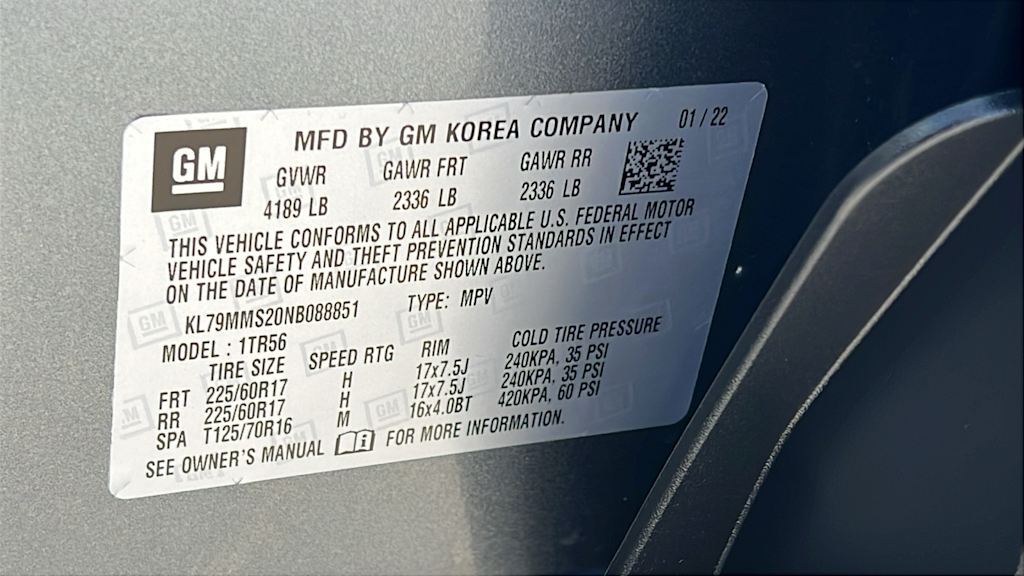 GM
MFD BY GM KOREA COMPANY 01 / 22
GVWR GAWR FRT GAWR RR
4189 LB 2336 LB 2336 LB
THIS VEHICLE CONFORMS TO ALL APPLICABLE U.S. FEDERAL MOTOR
VEHICLE SAFETY AND THEFT PREVENTION STANDARDS IN EFFECT
ON THE DATE OF MANUFACTURE SHOWN ABOVE.
KL79MMS20NB088851 TYPE: MPV
MODEL : 1TR56
TIRE SIZE SPEED RTG RIM COLD TIRE PRESSURE
FRT 225/60R17 H 17x7.5J 240KPA, 35 PSI
RR 225/60R17 H 17x7.5J 240KPA, 35 PSI
SPA T125/70R16 M 16x4.0BT 420KPA, 60 PSI
SEE OWNER'S MANUAL FOR MORE INFORMATION.